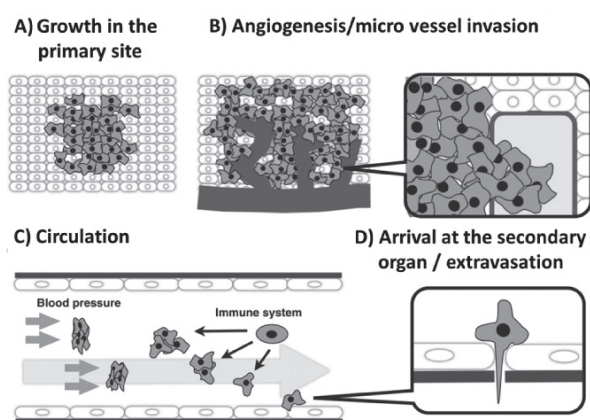 A) Growth in the
primary site
B) Angiogenesis/micro vessel invasion
C) Circulation
Blood pressure
Immune system
D) Arrival at the secondary
organ / extravasation